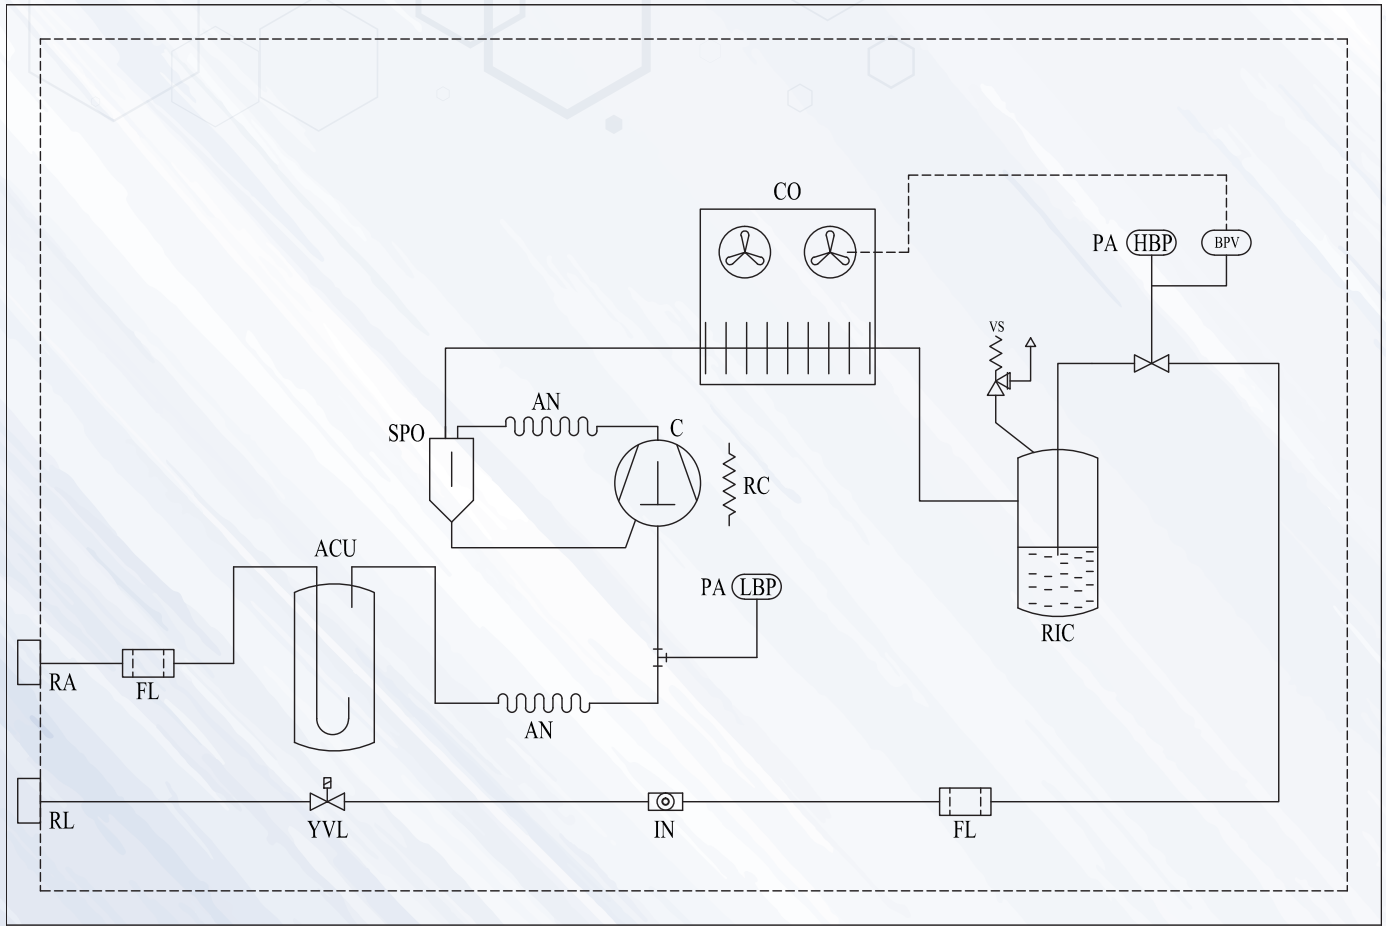 CO
PA HBP
BPV
VS
AN
SPO
C
RC
ACU
PA LBP
RIC
RA
FL
AN
RL
YVL
IN
FL